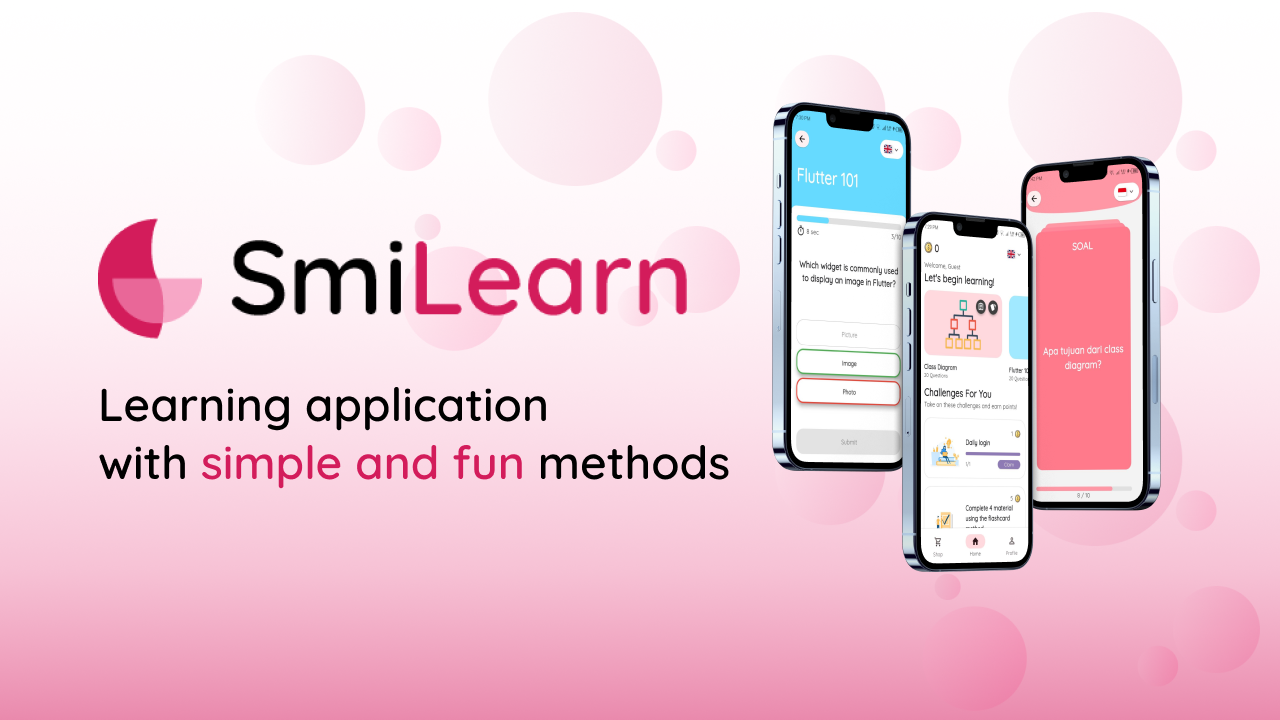 SmiLearn
Learning application
with simple and fun methods
Flutter 101
8 sec
5/10
Which widget is commonly used
to display an image in Flutter?
Picture
Image
Photo
Submit
0
Welcome, Guest
Let's begin learning!
Class Diagram
20 Questions
Flutter 10
20 Questio
Challenges For You
Take on these challenges and earn points!
1
Daily login
1/1
Claim
5
Complete 4 material
using the flashcard
method
Shop
Home
Profile
SOAL
Apa tujuan dari class
diagram?
8 / 10